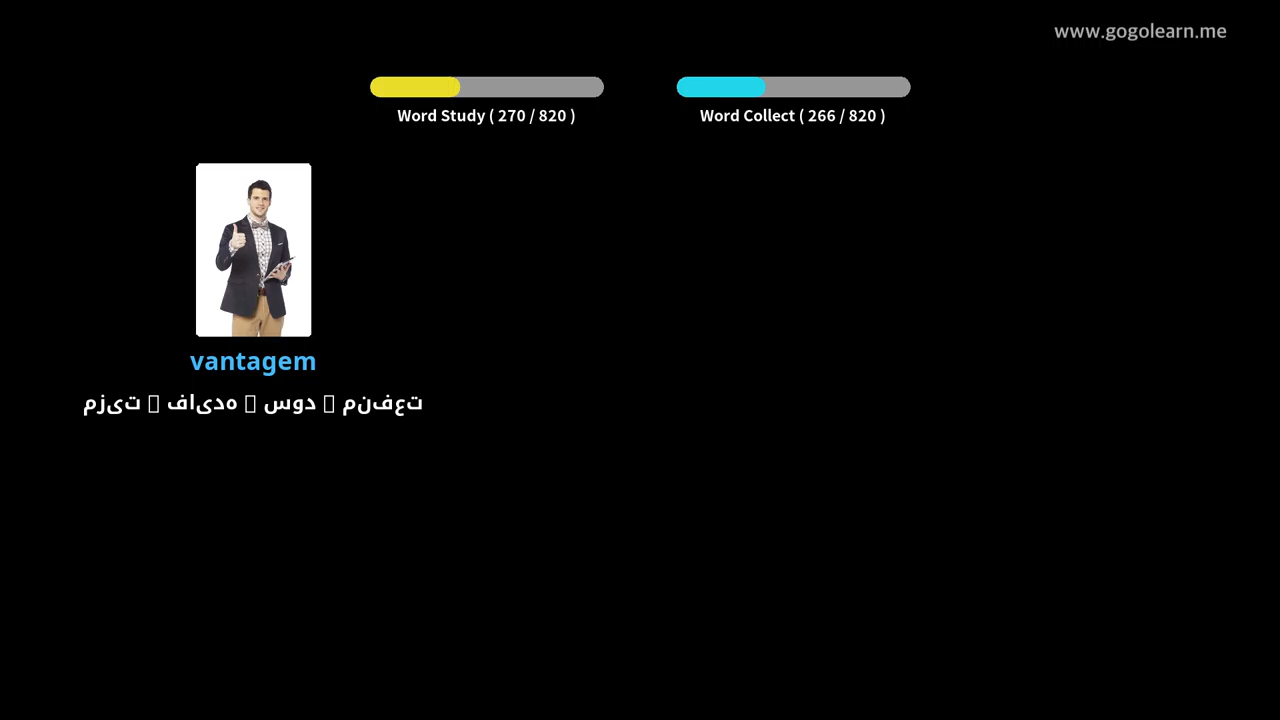 www.gogolearn.me
Word Study ( 270 / 820 )
Word Collect ( 266 / 820 )
vantagem
مزیت ▯ فایده ▯ سود ▯ منفعت